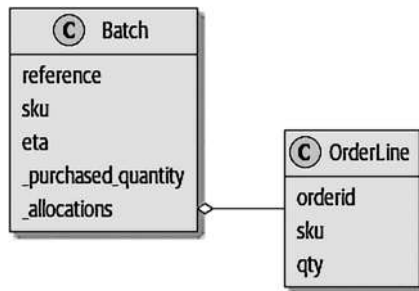 C Batch
reference
sku
eta
_purchased_quantity
_allocations
C OrderLine
orderid
sku
qty